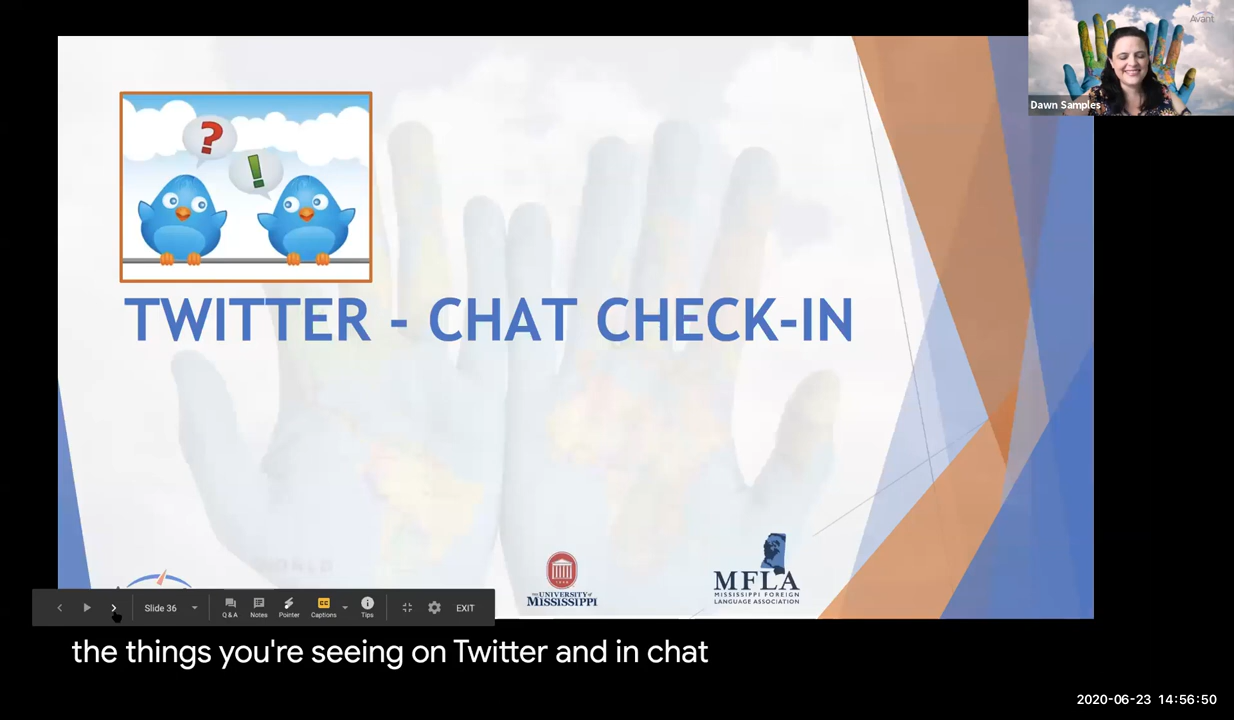 Avant
Dawn Samples
?
!
TWITTER - CHAT CHECK-IN
THE UNIVERSITY of
MISSISSIPPI
MFLA
MISSISSIPPI FOREIGN
LANGUAGE ASSOCIATION
Slide 36
Q&A
Notes
Pointer
CC
Captions
Tips
EXIT
the things you're seeing on Twitter and in chat
2020-06-23 14:56:50